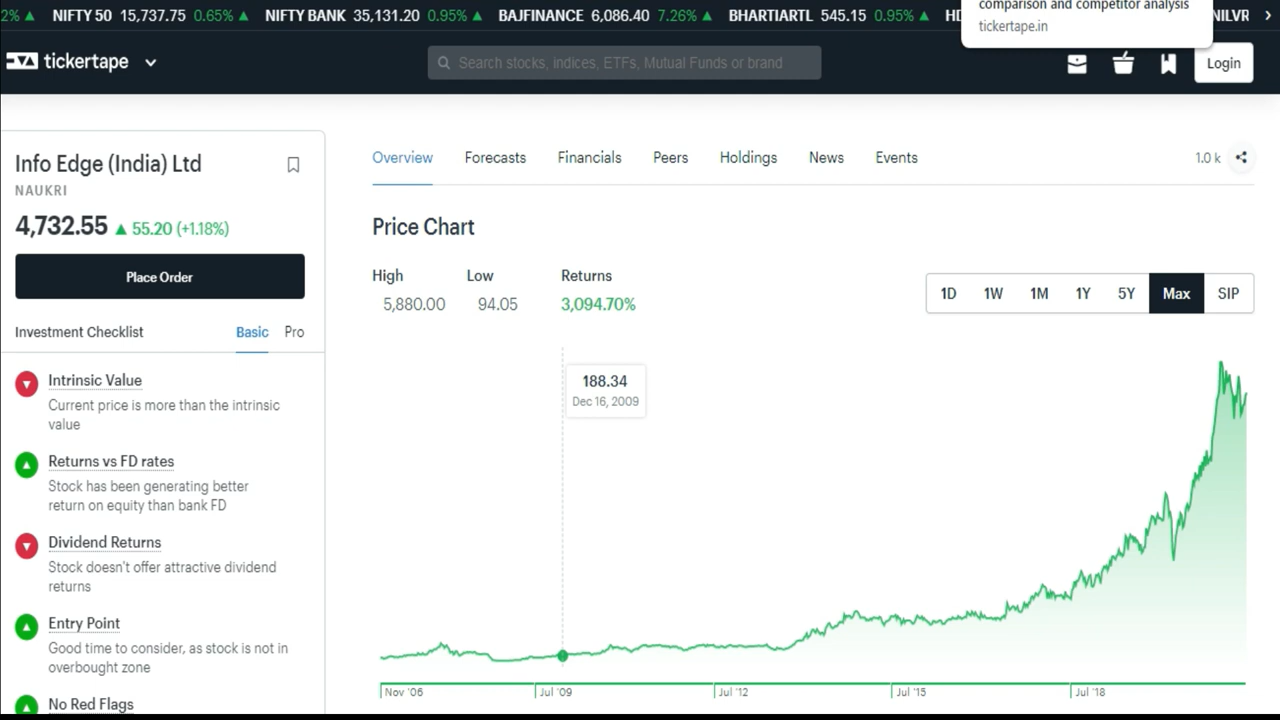 2% ▲ NIFTY 50 15,737.75 0.65% ▲ NIFTY BANK 35,131.20 0.95% ▲ BAJFINANCE 6,086.40 7.26% ▲ BHARTIARTL 545.15 0.95% ▲
comparison and competitor analysis
tickertape.in
tickertape
Search stocks, indices, ETFs, Mutual Funds or brand
Login
Info Edge (India) Ltd
NAUKRI
4,732.55 ▲ 55.20 (+1.18%)
Place Order
Investment Checklist Basic Pro
Intrinsic Value
Current price is more than the intrinsic
value
Returns vs FD rates
Stock has been generating better
return on equity than bank FD
Dividend Returns
Stock doesn't offer attractive dividend
returns
Entry Point
Good time to consider, as stock is not in
overbought zone
No Red Flags
Overview Forecasts Financials Peers Holdings News Events 1.0 k
Price Chart
High Low Returns
5,880.00 94.05 3,094.70%
1D 1W 1M 1Y 5Y Max SIP
188.34
Dec 16, 2009
Nov '06 Jul '09 Jul '12 Jul '15 Jul '18